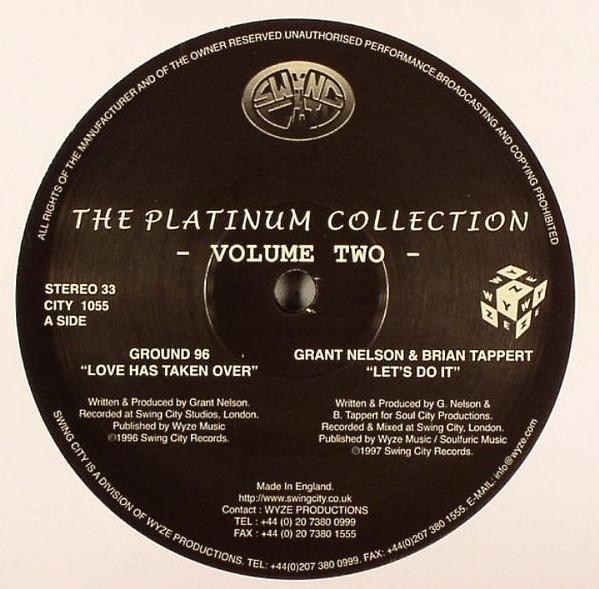 ALL RIGHTS OF THE MANUFACTURER AND OF THE OWNER RESERVED.UNAUTHORISED PERFORMANCE,BROADCASTING AND COPYING PROHIBITED
SWING
THE PLATINUM COLLECTION
- VOLUME TWO -
STEREO 33
CITY 1055
A SIDE
WYZE
GROUND 96
"LOVE HAS TAKEN OVER"
Written & Produced by Grant Nelson.
Recorded at Swing City Studios, London.
Published by Wyze Music
℗1996 Swing City Records.
GRANT NELSON & BRIAN TAPPERT
"LET'S DO IT"
Written & Produced by G. Nelson &
B. Tappert for Soul City Productions.
Recorded & Mixed at Swing City, London.
Published by Wyze Music / Soulfuric Music
℗1997 Swing City Records.
Made In England.
http://www.swingcity.co.uk
Contact : WYZE PRODUCTIONS
TEL : +44 (0) 20 7380 0999
FAX : +44 (0) 20 7380 1555
SWING CITY IS A DIVISION OF WYZE PRODUCTIONS. TEL: +44(0)207 380 0999. FAX: +44(0)207 380 1555. E-MAIL: info@wyze.com